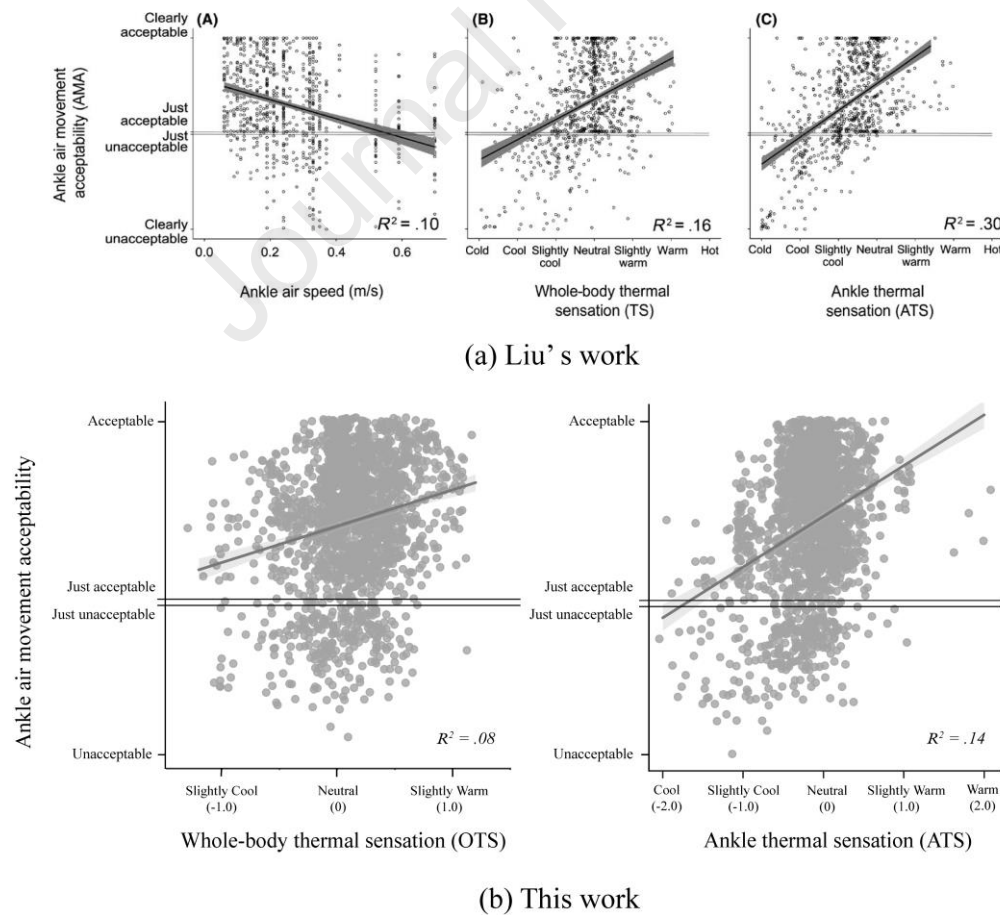 Journal
(A)
(B)
(C)
Clearly
acceptable
Just
acceptable
Just
unacceptable
Clearly
unacceptable
Ankle air movement
acceptability (AMA)
R² = .10
R² = .16
R² = .30
0.0 0.2 0.4 0.6
Cold Cool Slightly cool Neutral Slightly warm Warm Hot
Cold Cool Slightly cool Neutral Slightly warm Warm Hot
Ankle air speed (m/s)
Whole-body thermal
sensation (TS)
Ankle thermal
sensation (ATS)
(a) Liu’ s work
Ankle air movement acceptability
Acceptable
Just acceptable
Just unacceptable
Unacceptable
R² = .08
Slightly Cool
(-1.0)
Neutral
(0)
Slightly Warm
(1.0)
Whole-body thermal sensation (OTS)
Acceptable
Just acceptable
Just unacceptable
Unacceptable
R² = .14
Cool
(-2.0)
Slightly Cool
(-1.0)
Neutral
(0)
Slightly Warm
(1.0)
Warm
(2.0)
Ankle thermal sensation (ATS)
(b) This work